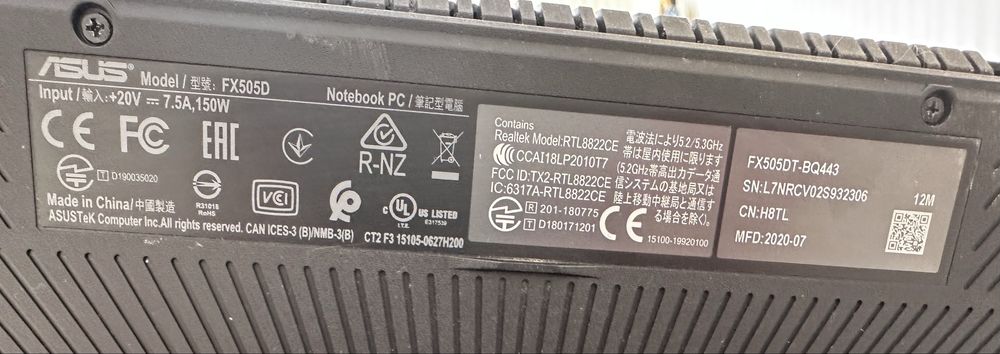 ASUS Model / 型號: FX505D
Input / 輸入: +20V ⎓ 7.5A,150W
Notebook PC / 筆記型電腦
CE FC EAC
R-NZ
T D190035020
R31018
RoHS
VCI
c UL US LISTED
I.T.E. E317539
Made in China/中國製造
ASUSTeK Computer Inc.All rights reserved. CAN ICES-3 (B)/NMB-3(B)
CT2 F3 15105-0627H200
Contains
Realtek Model:RTL8822CE
CCAI18LP2010T7
FCC ID:TX2-RTL8822CE
IC:6317A-RTL8822CE
R 201-180775
T D180171201
CE
電波法により5.2/5.3GHz
帯は屋内使用に限ります
(5.2GHz帯高出力データ通
信システムの基地局又は
陸上移動中継局と通信す
る場合を除く)。
15100-19920100
FX505DT-BQ443
SN:L7NRCV02S932306 12M
CN:H8TL
MFD:2020-07